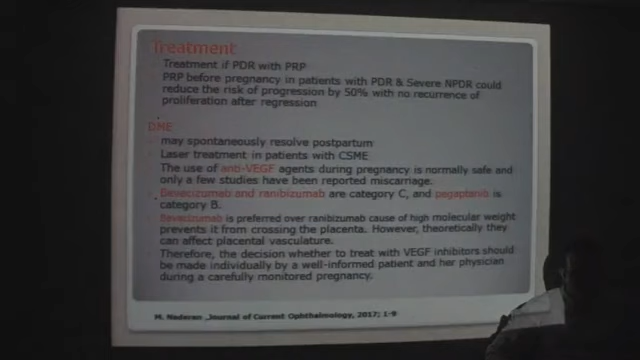 Treatment
Treatment if PDR with PRP
PRP before pregnancy in patients with PDR & Severe NPDR could
reduce the risk of progression by 50% with no recurrence of
proliferation after regression
DME
may spontaneously resolve postpartum
Laser treatment in patients with CSME
The use of anti-VEGF agents during pregnancy is normally safe and
only a few studies have been reported miscarriage.
Bevacizumab and ranibizumab are category C, and pegaptanib is
category B.
Bevacizumab is preferred over ranibizumab cause of high molecular weight
prevents it from crossing the placenta. However, theoretically they
can affect placental vasculature.
Therefore, the decision whether to treat with VEGF inhibitors should
be made individually by a well-informed patient and her physician
during a carefully monitored pregnancy.
M. Naderan ,Journal of Current Ophthalmology, 2017; 1-9